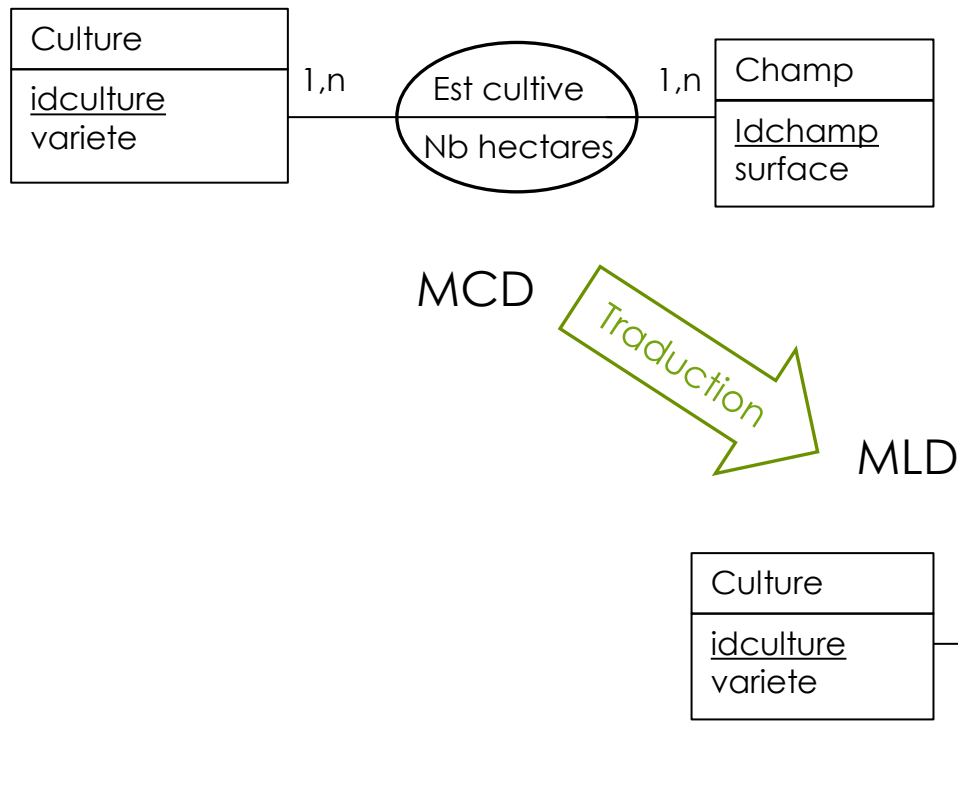 Culture
idculture
variete
1,n
Est cultive
Nb hectares
1,n
Champ
Idchamp
surface
MCD
Traduction
MLD
Culture
idculture
variete